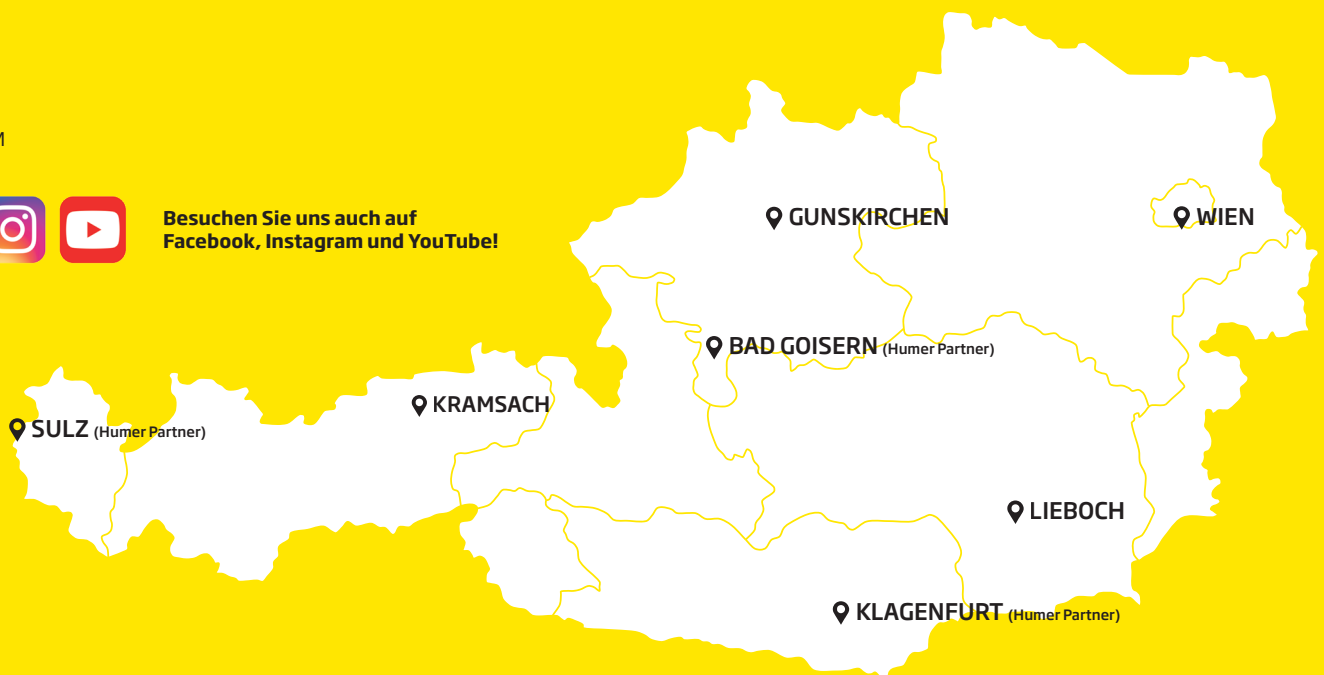 M
Besuchen Sie uns auch auf
Facebook, Instagram und YouTube!
GUNSKIRCHEN
WIEN
BAD GOISERN (Humer Partner)
KRAMSACH
SULZ (Humer Partner)
LIEBOCH
KLAGENFURT (Humer Partner)